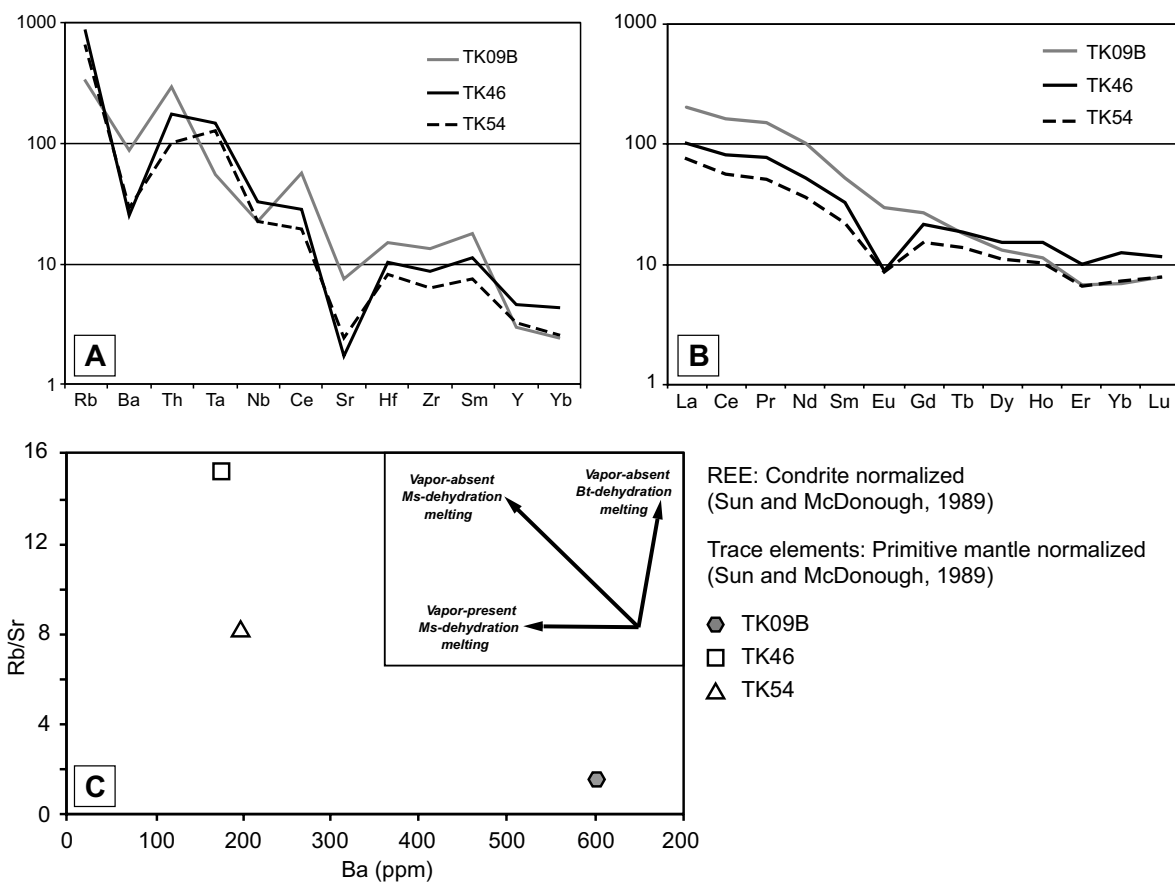 1000
100
10
1
TK09B
TK46
TK54
A
Rb Ba Th Ta Nb Ce Sr Hf Zr Sm Y Yb
1000
100
10
1
TK09B
TK46
TK54
B
La Ce Pr Nd Sm Eu Gd Tb Dy Ho Er Yb Lu
16
12
8
4
0
Rb/Sr
Vapor-absent
Ms-dehydration
melting
Vapor-absent
Bt-dehydration
melting
Vapor-present
Ms-dehydration
melting
C
0 100 200 300 400 500 600 200
Ba (ppm)
REE: Condrite normalized
(Sun and McDonough, 1989)
Trace elements: Primitive mantle normalized
(Sun and McDonough, 1989)
TK09B
TK46
TK54